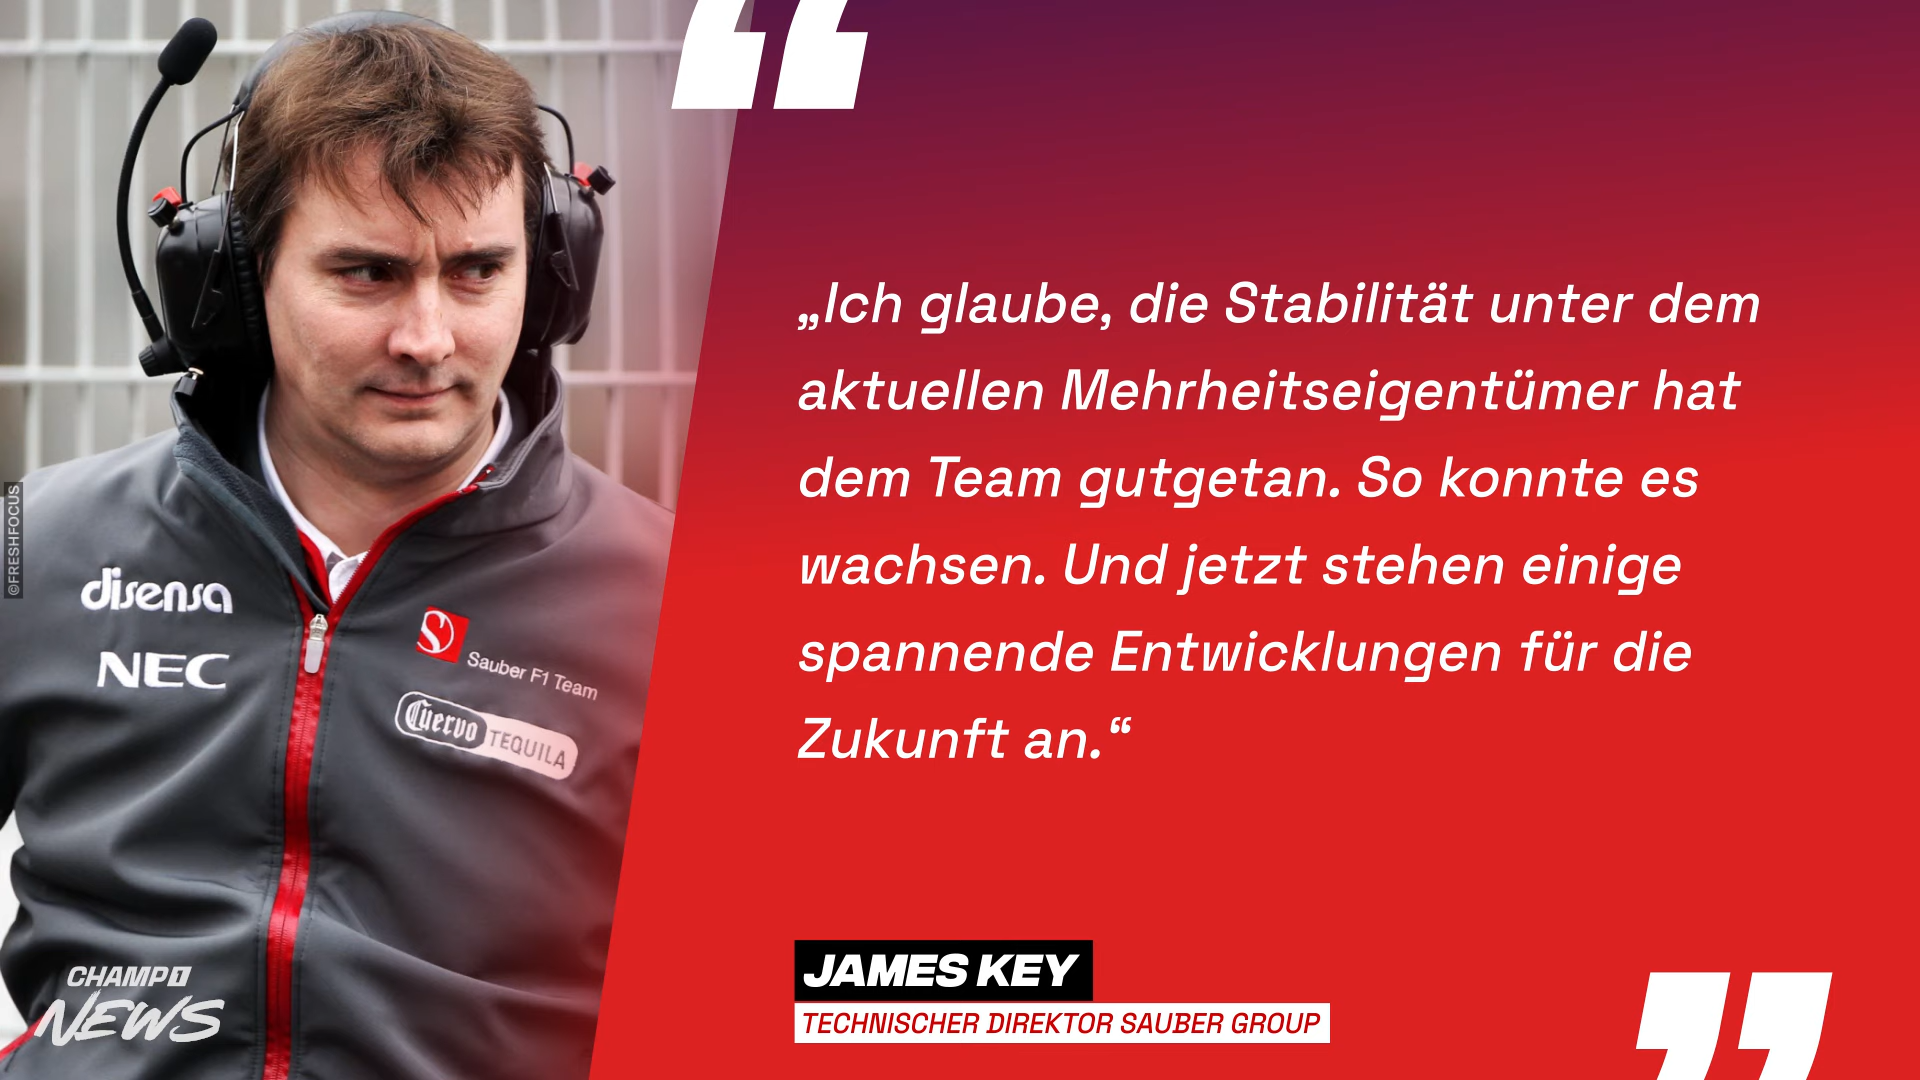 „Ich glaube, die Stabilität unter dem
aktuellen Mehrheitseigentümer hat
dem Team gutgetan. So konnte es
wachsen. Und jetzt stehen einige
spannende Entwicklungen für die
Zukunft an.“
JAMES KEY
TECHNISCHER DIREKTOR SAUBER GROUP
©FRESHFOCUS
disensa
NEC
Sauber F1 Team
Cuervo TEQUILA
CHAMP1
NEWS